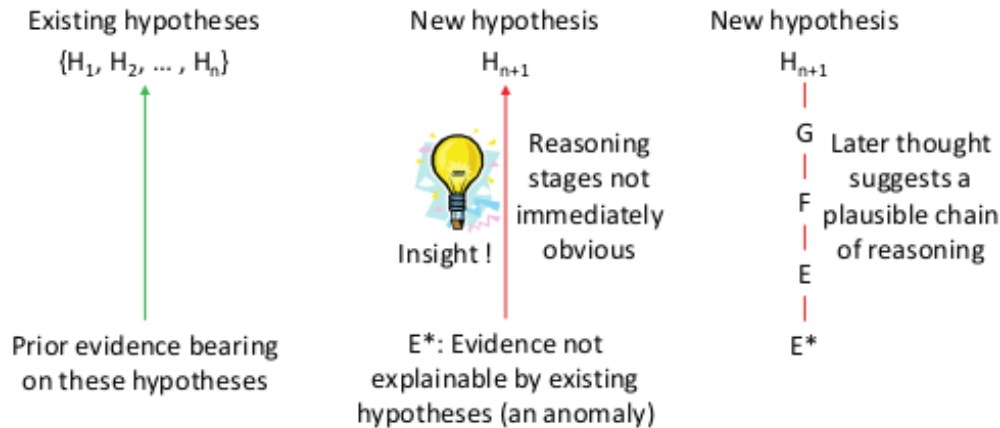 Existing hypotheses
{H1, H2, ... , Hn}
Prior evidence bearing
on these hypotheses
New hypothesis
Hn+1
Insight !
Reasoning
stages not
immediately
obvious
E*: Evidence not
explainable by existing
hypotheses (an anomaly)
New hypothesis
Hn+1
G
F
E
E*
Later thought
suggests a
plausible chain
of reasoning